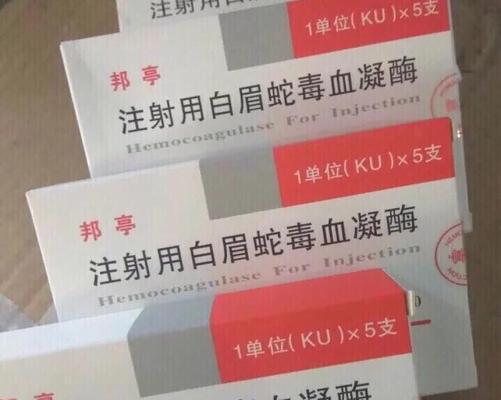 注射用白眉蛇
1单位(KU)×5支
邦亭
注射用白眉蛇毒血凝酶
Hemocoagulase For Injection
1单位(KU)×5支
邦亭
注射用白眉蛇毒血凝酶
Hemocoagulase For Injection
1单位(KU)×5支
邦亭
血凝酶